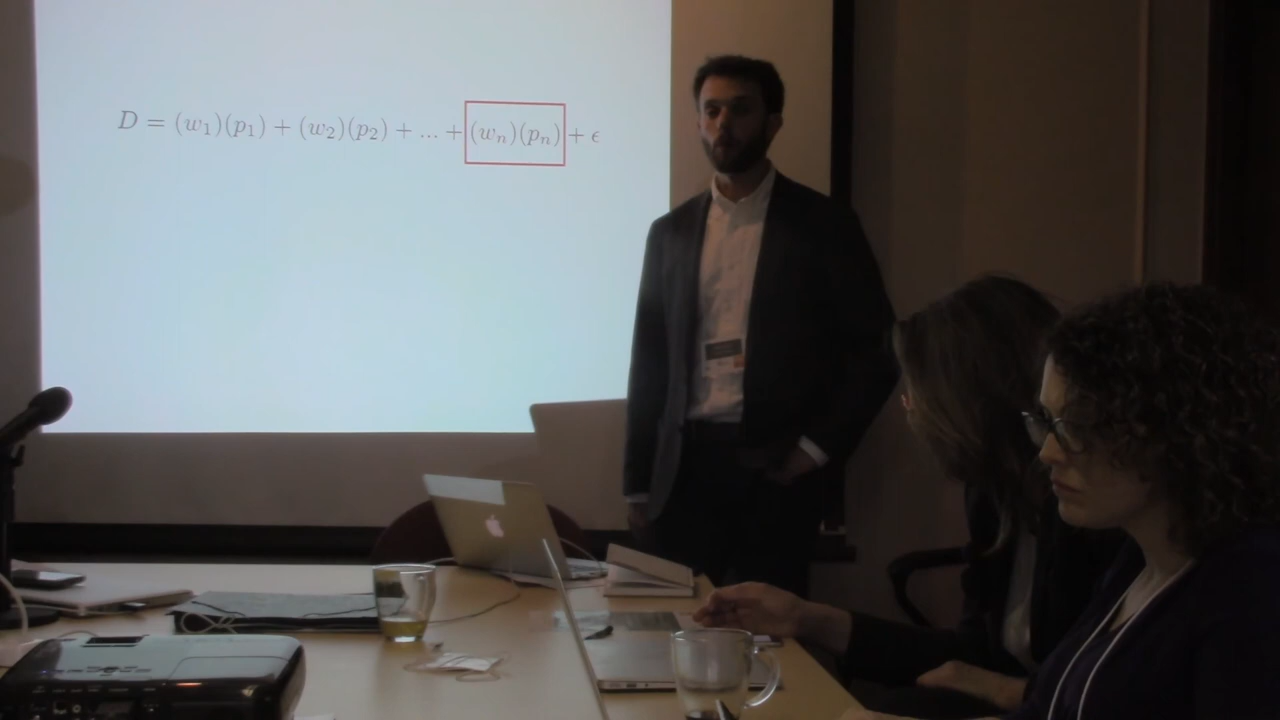 D = (w₁)(p₁) + (w₂)(p₂) + ... + (wₙ)(pₙ) + ϵ